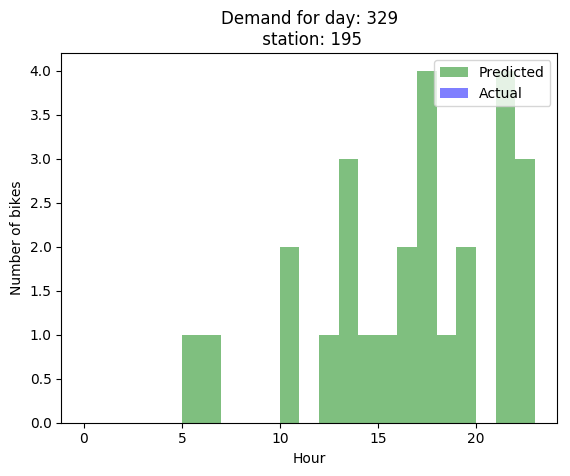 Demand for day: 329
station: 195
Predicted
Actual
4.0
3.5
3.0
2.5
2.0
1.5
1.0
0.5
0.0
Number of bikes
0 5 10 15 20
Hour